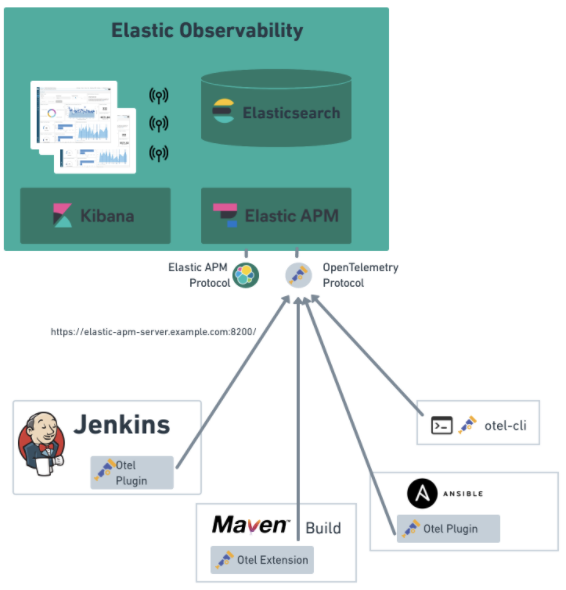 Elastic Observability
Elasticsearch
Kibana
Elastic APM
Elastic APM
Protocol
OpenTelemetry
Protocol
https://elastic-apm-server.example.com:8200/
Jenkins
Otel
Plugin
otel-cli
ANSIBLE
Otel Plugin
Maven™ Build
Otel Extension